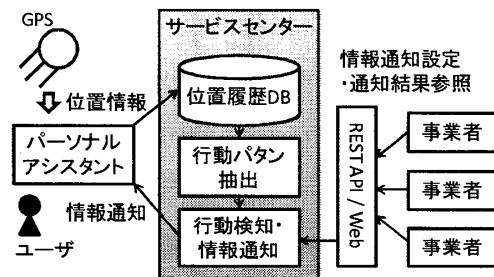 GPS
位置情報
パーソナル
アシスタント
情報通知
ユーザ
サービスセンター
位置履歴DB
行動パタン
抽出
行動検知・
情報通知
情報通知設定
・通知結果参照
REST API / Web
事業者
事業者
事業者